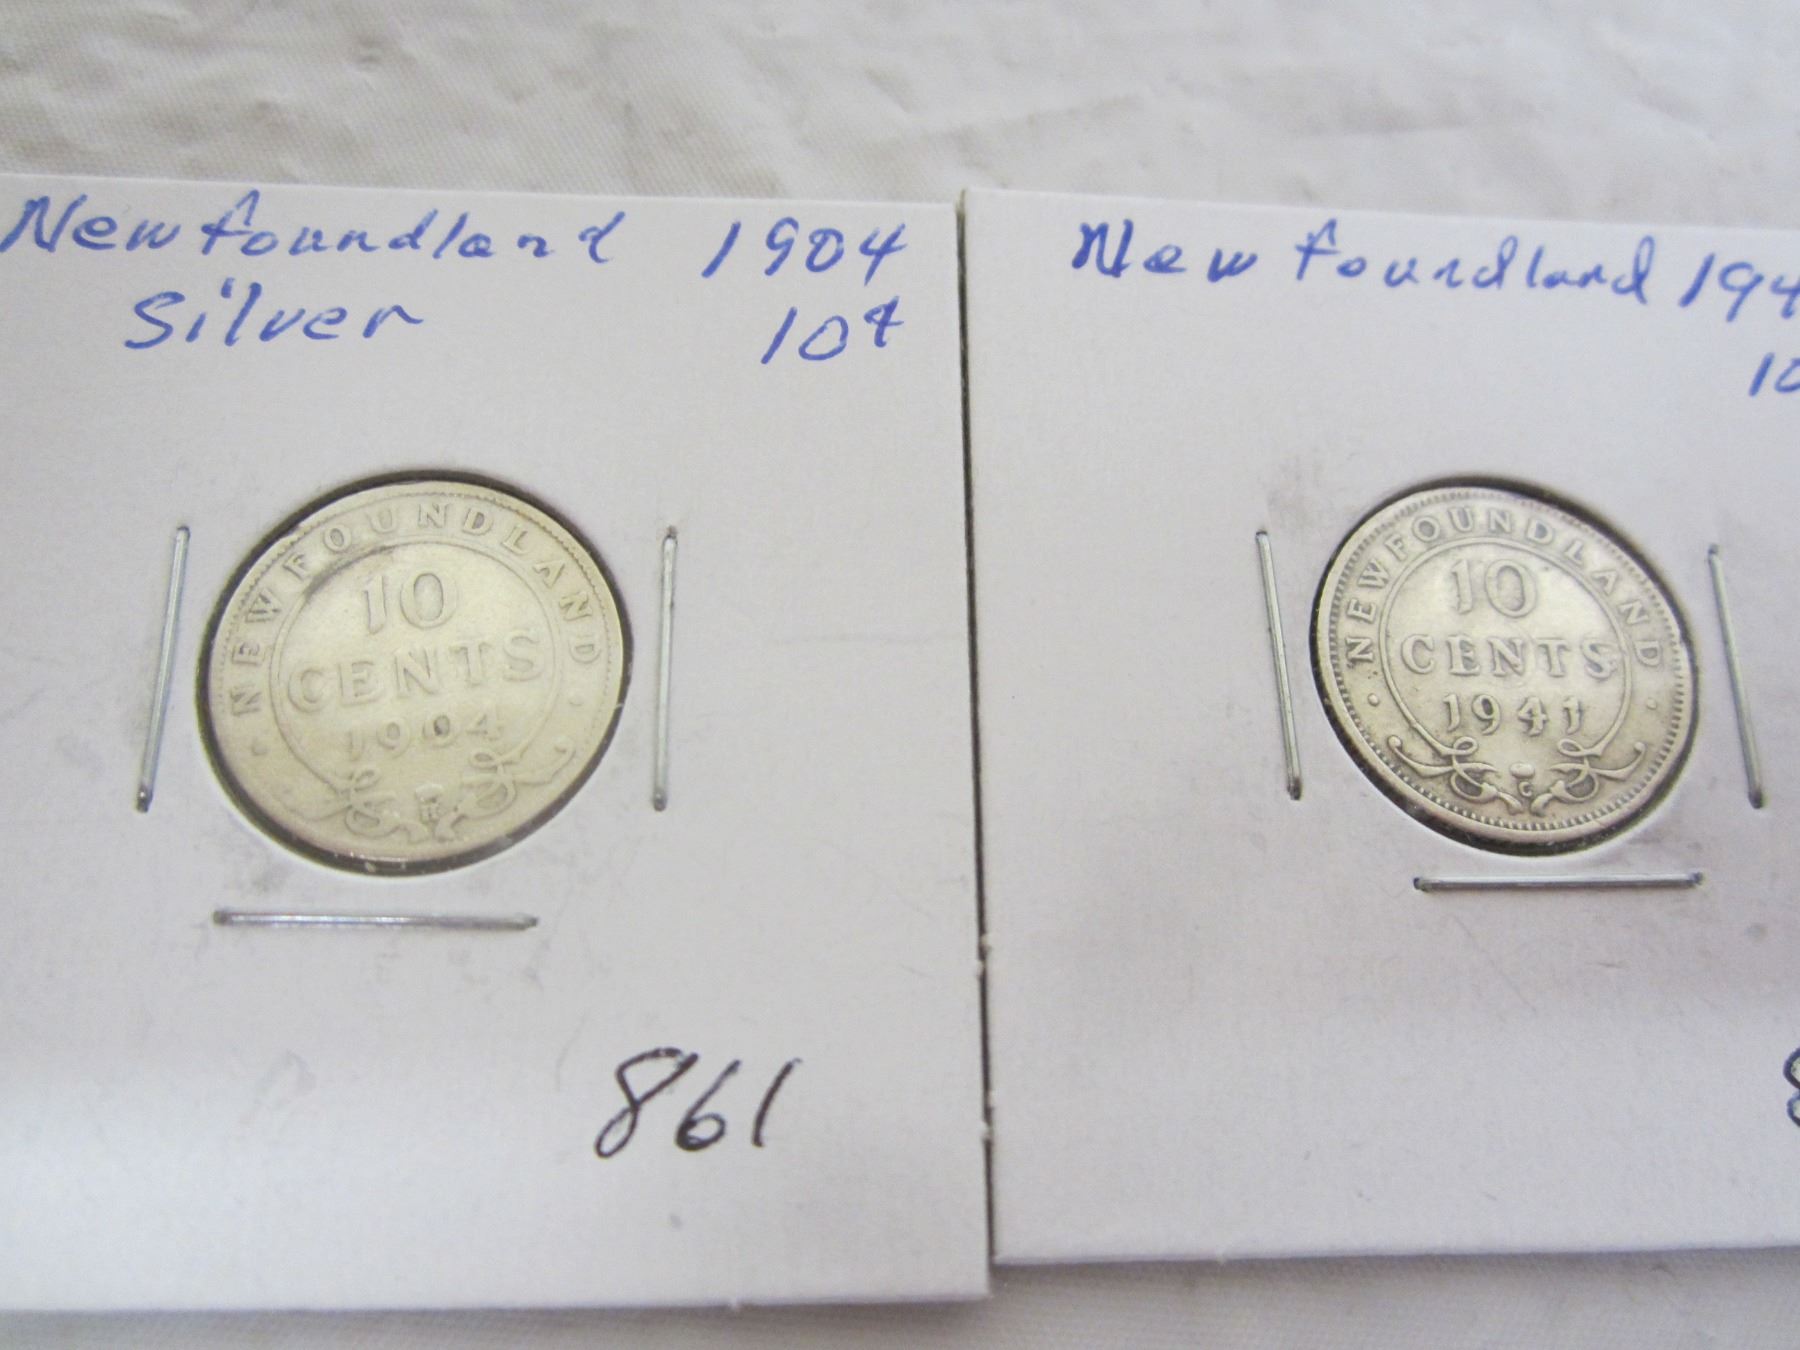 Newfoundland 1904
Silver 10¢
NEWFOUNDLAND
10
CENTS
1904
H
861
Newfoundland 194
10
NEWFOUNDLAND
10
CENTS
1941
C